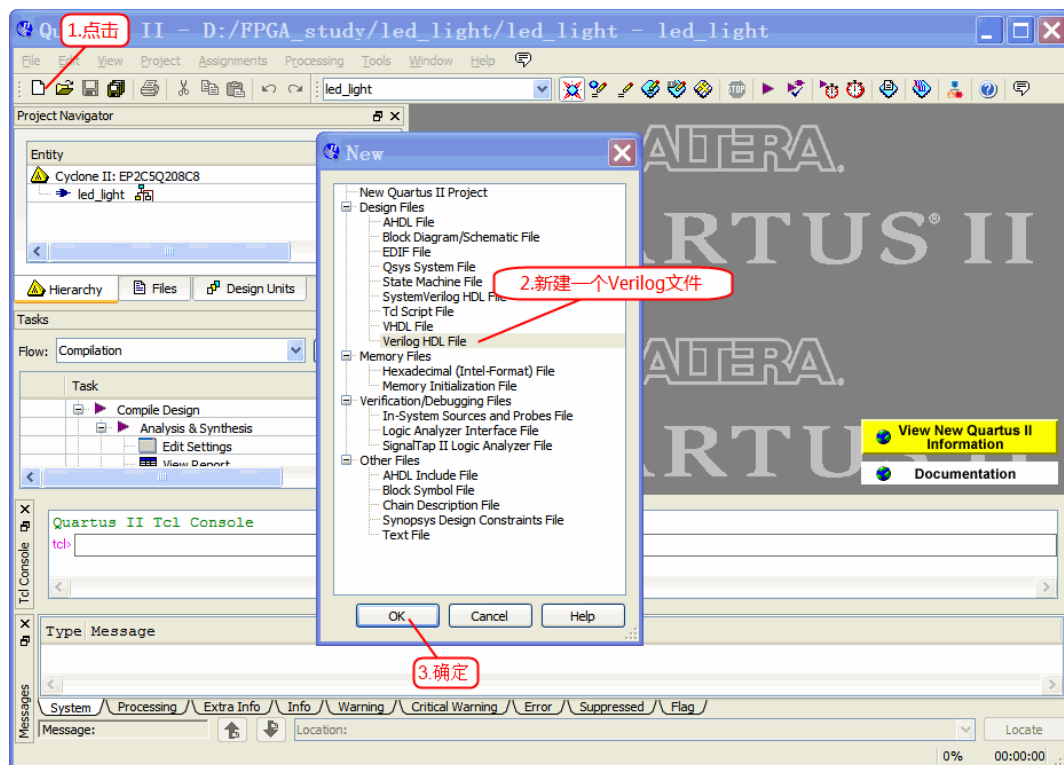 Quartus II - D:/FPGA_study/led_light/led_light - led_light
1.点击
File Edit View Project Assignments Processing Tools Window Help
led_light
STOP
Project Navigator
Entity
Cyclone II: EP2C5Q208C8
led_light
Hierarchy Files Design Units
Tasks
Flow: Compilation
Task
Compile Design
Analysis & Synthesis
Edit Settings
View Report
New
New Quartus II Project
Design Files
AHDL File
Block Diagram/Schematic File
EDIF File
Qsys System File
State Machine File
SystemVerilog HDL File
Tcl Script File
VHDL File
Verilog HDL File
Memory Files
Hexadecimal (Intel-Format) File
Memory Initialization File
Verification/Debugging Files
In-System Sources and Probes File
Logic Analyzer Interface File
SignalTap II Logic Analyzer File
Other Files
AHDL Include File
Block Symbol File
Chain Description File
Synopsys Design Constraints File
Text File
OK Cancel Help
2.新建一个Verilog文件
3.确定
ALTERA.
RTUS® II
ALTERA.
ARTUS II
View New Quartus II
Information
Documentation
Quartus II Tcl Console
tcl>
Tcl Console
Type Message
System Processing Extra Info Info Warning Critical Warning Error Suppressed Flag
Messages
Message: Location: Locate
0% 00:00:00